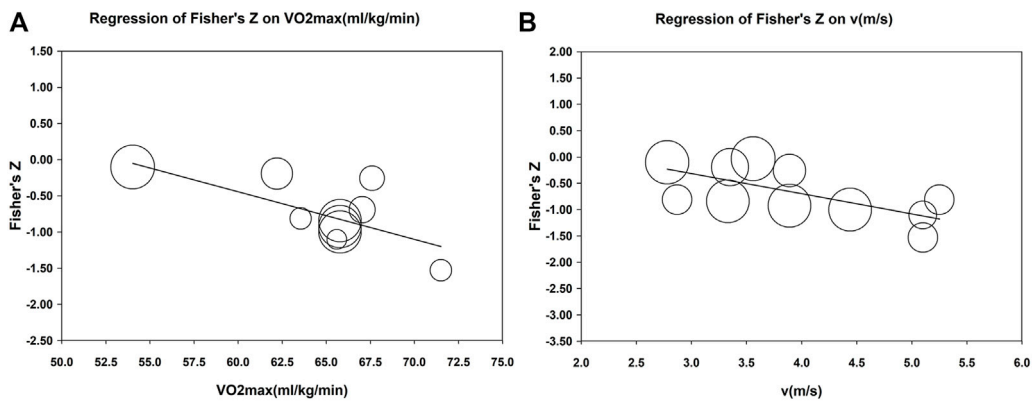 A
Regression of Fisher's Z on VO2max(ml/kg/min)
1.50
1.00
0.50
0.00
-0.50
-1.00
-1.50
-2.00
-2.50
Fisher's Z
50.0 52.5 55.0 57.5 60.0 62.5 65.0 67.5 70.0 72.5 75.0
VO2max(ml/kg/min)
B
Regression of Fisher's Z on v(m/s)
2.00
1.50
1.00
0.50
0.00
-0.50
-1.00
-1.50
-2.00
-2.50
-3.00
-3.50
Fisher's Z
2.0 2.5 3.0 3.5 4.0 4.5 5.0 5.5 6.0
v(m/s)